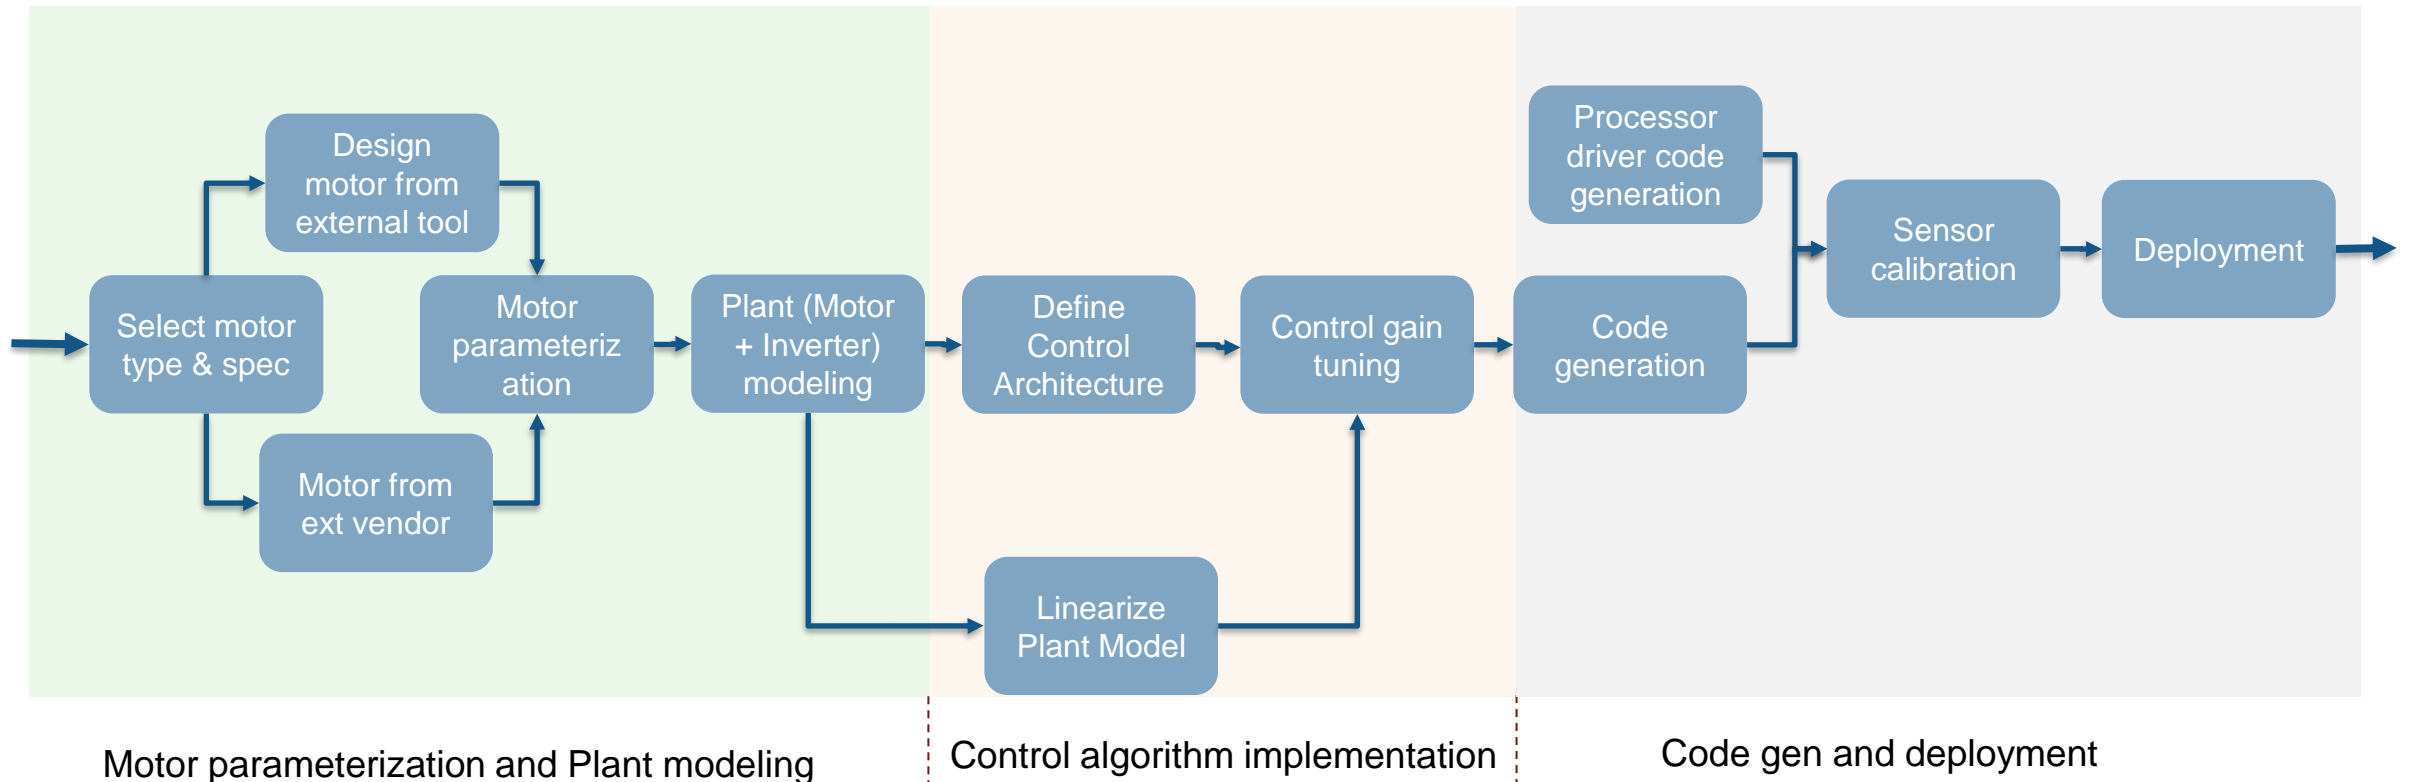 Design
motor from
external tool
Select motor
type & spec
Motor from
ext vendor
Motor
parameteriz
ation
Plant (Motor
+ Inverter)
modeling
Define
Control
Architecture
Linearize
Plant Model
Control gain
tuning
Processor
driver code
generation
Code
generation
Sensor
calibration
Deployment
Motor parameterization and Plant modeling
Control algorithm implementation
Code gen and deployment